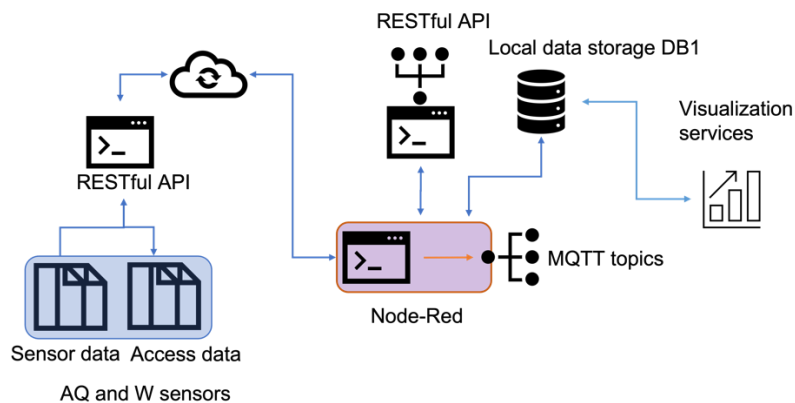 RESTful API
Local data storage DB1
Visualization
services
RESTful API
MQTT topics
Node-Red
Sensor data
Access data
AQ and W sensors